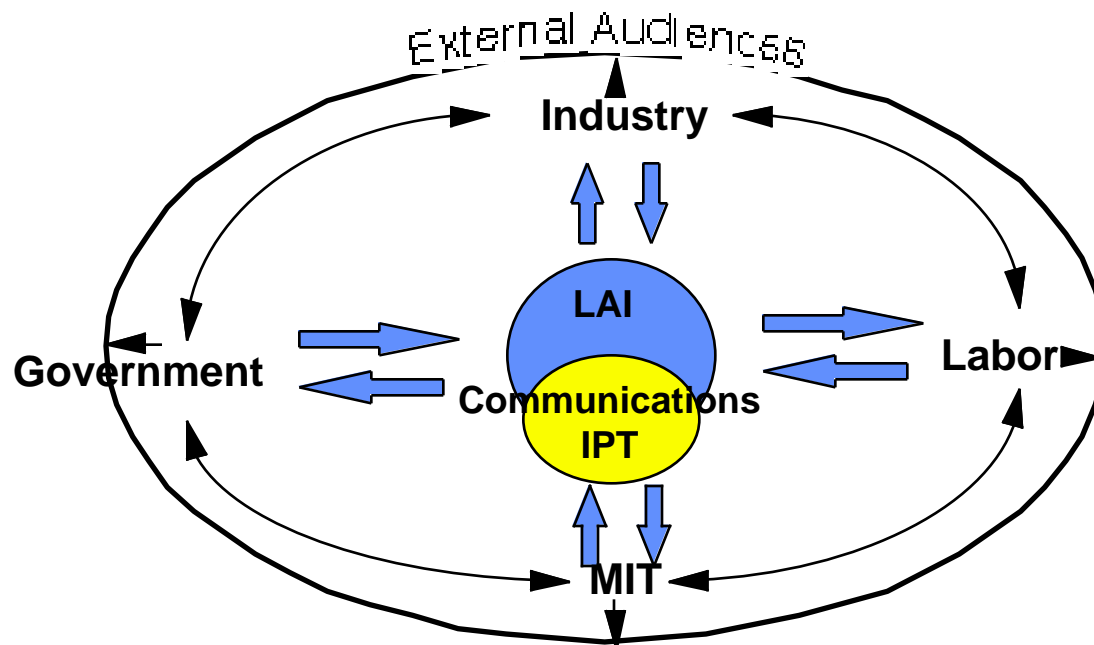 External Audiences
Industry
LAI
Government
Labor
Communications
IPT
MIT